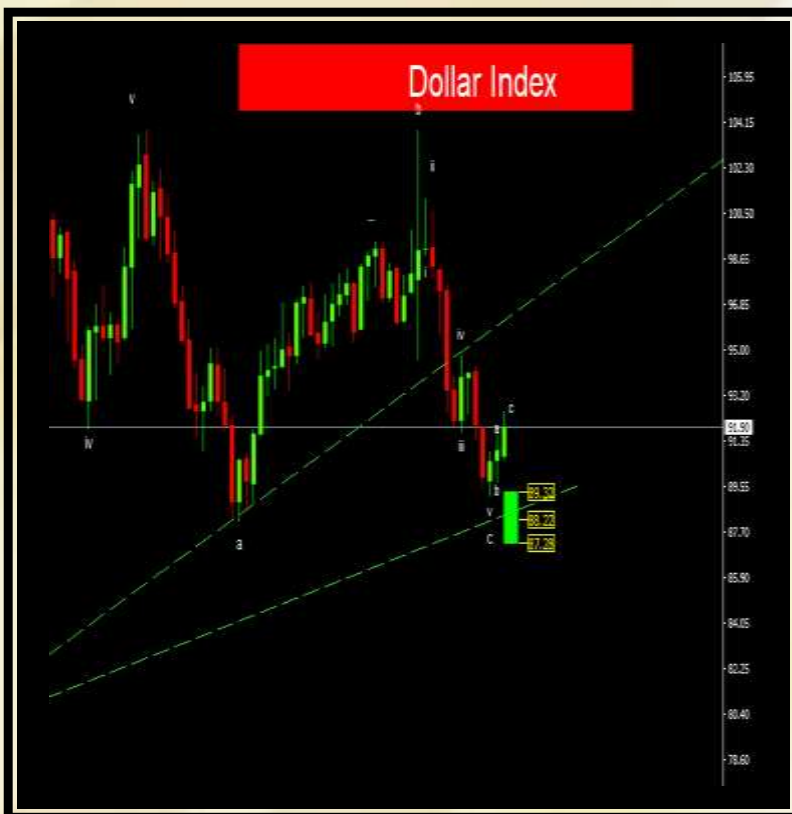 Dollar Index
v
b
ii
i
iv
iv
iii
a
c
a
b
v
c
105.95
104.15
102.30
100.50
98.65
96.85
95.00
93.20
91.90
91.35
89.55
87.70
85.90
84.05
82.25
80.40
78.60
89.32
88.22
87.28